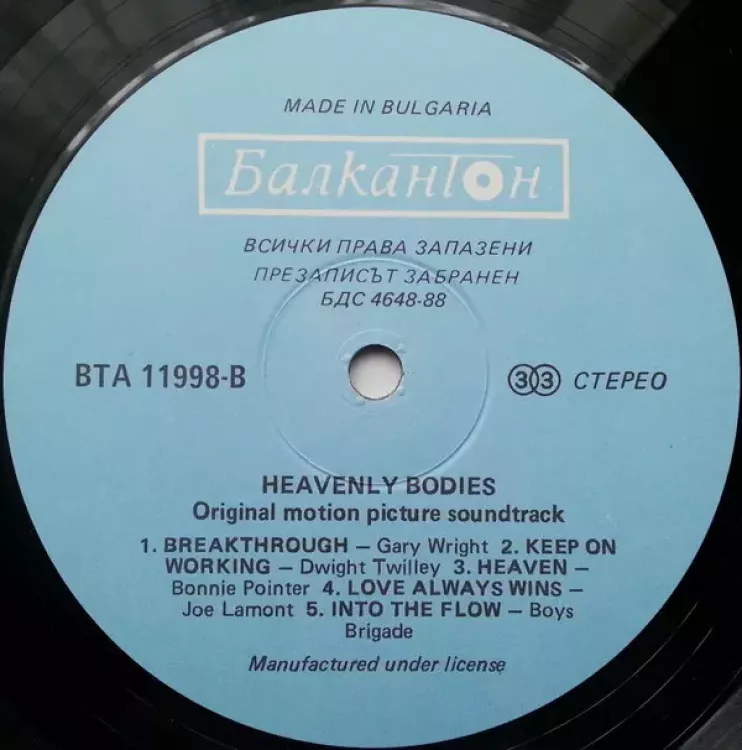 MADE IN BULGARIA
Балкантон
ВСИЧКИ ПРАВА ЗАПАЗЕНИ
ПРЕЗАПИСЪТ ЗАБРАНЕН
БДС 4648-88
ВТА 11998-В
33 СТЕРЕО
HEAVENLY BODIES
Original motion picture soundtrack
1. BREAKTHROUGH – Gary Wright 2. KEEP ON
WORKING – Dwight Twilley 3. HEAVEN –
Bonnie Pointer 4. LOVE ALWAYS WINS –
Joe Lamont 5. INTO THE FLOW – Boys
Brigade
Manufactured under license